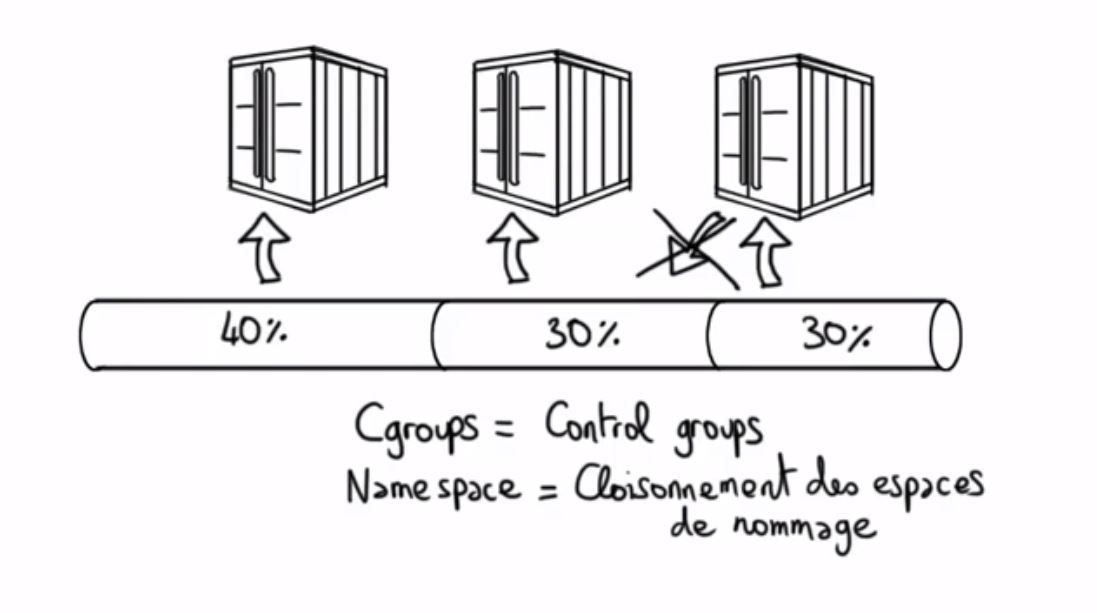 40% 30% 30%
Cgroups = Control groups
Namespace = Cloisonnement des espaces
de nommage